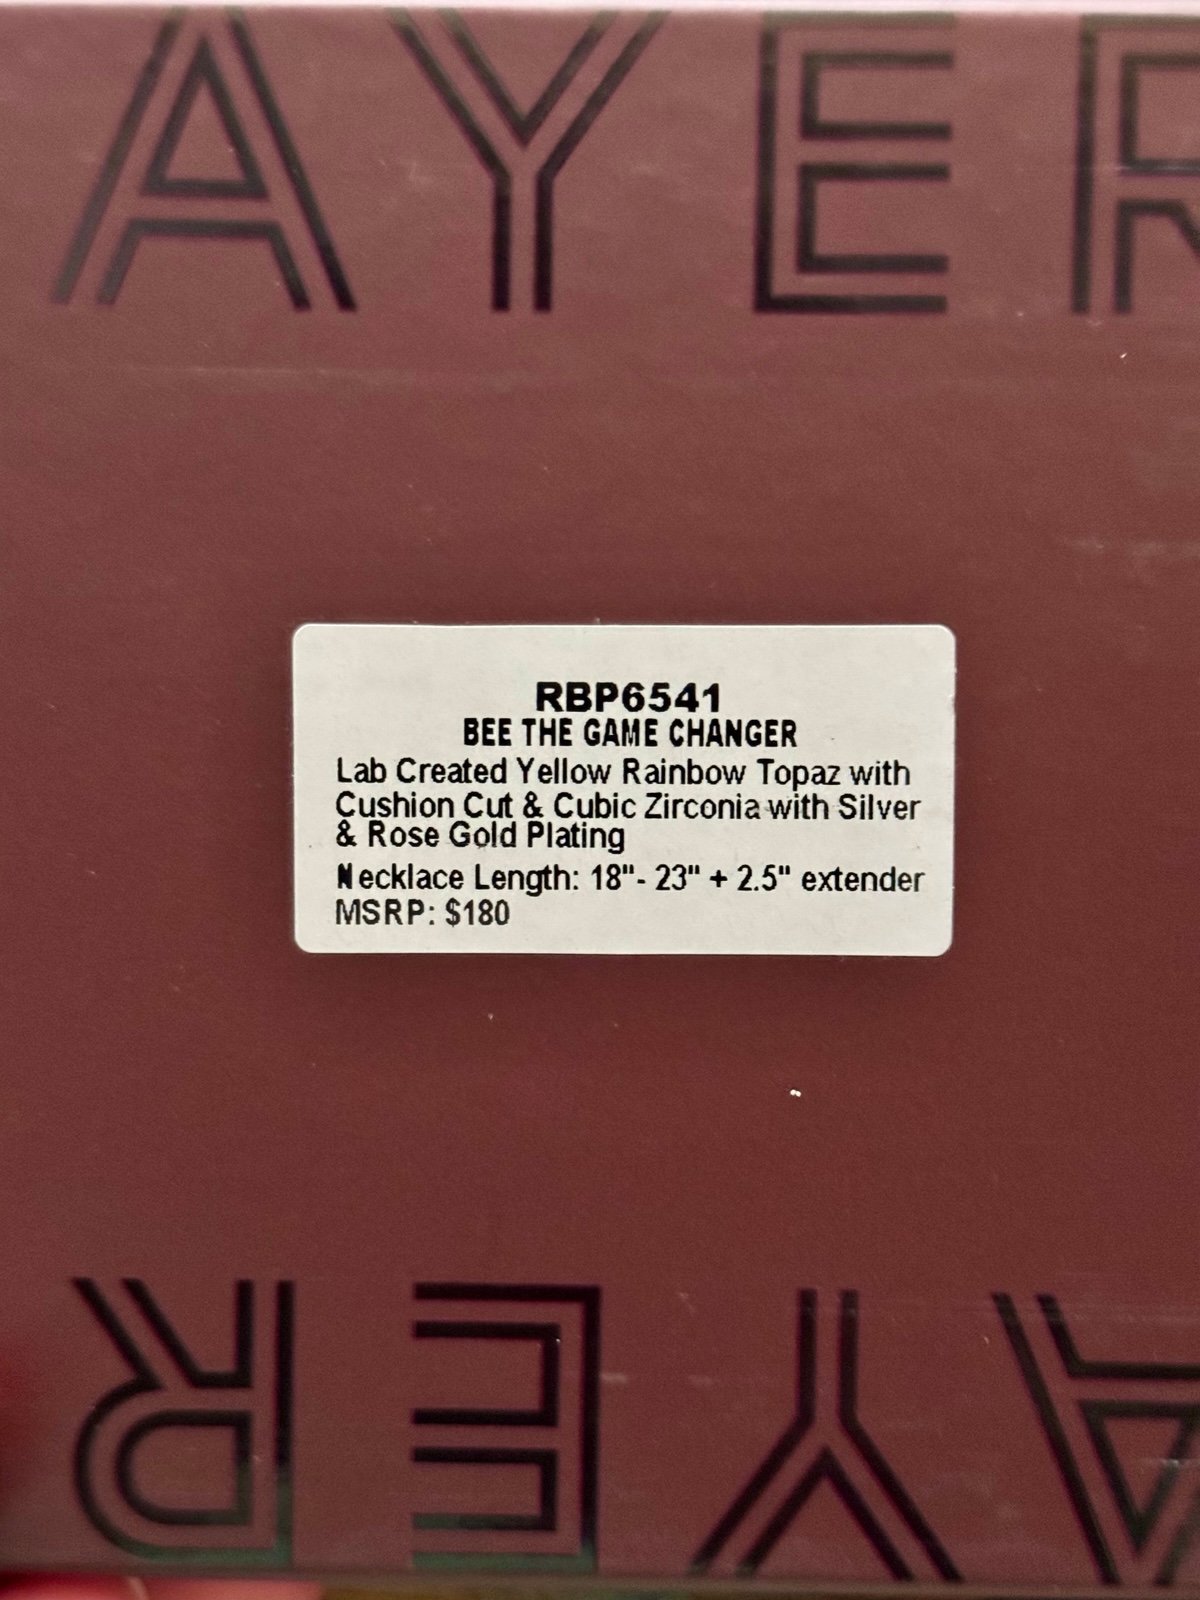 AYER
RBP6541
BEE THE GAME CHANGER
Lab Created Yellow Rainbow Topaz with
Cushion Cut & Cubic Zirconia with Silver
& Rose Gold Plating
Necklace Length: 18"- 23" + 2.5" extender
MSRP: $180
AYER